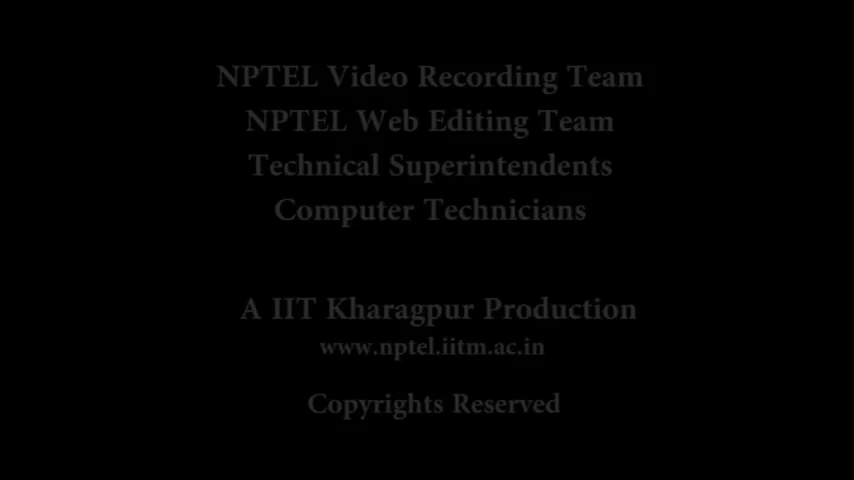 NPTEL Video Recording Team
NPTEL Web Editing Team
Technical Superintendents
Computer Technicians
A IIT Kharagpur Production
www.nptel.iitm.ac.in
Copyrights Reserved